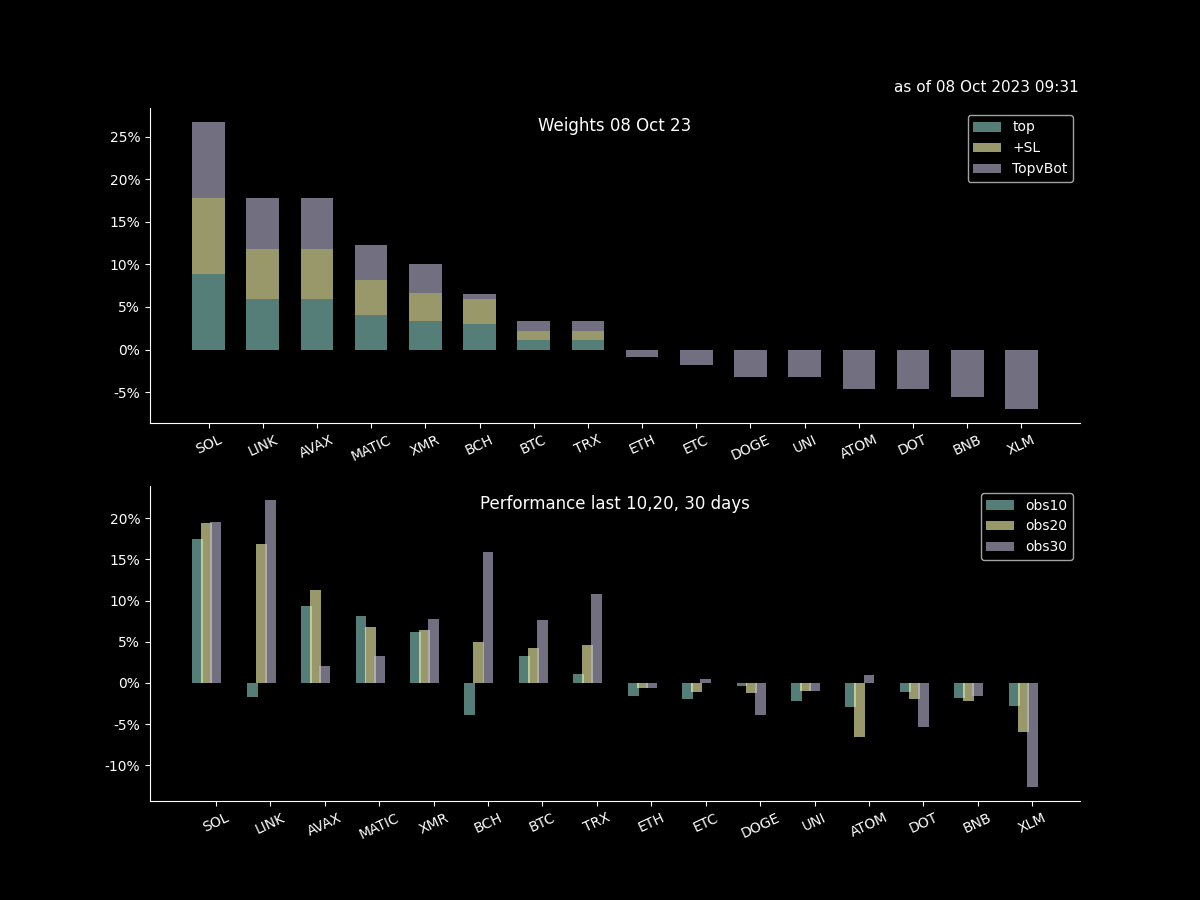 as of 08 Oct 2023 09:31
Weights 08 Oct 23
top
+SL
TopvBot
25%
20%
15%
10%
5%
0%
-5%
SOL LINK AVAX MATIC XMR BCH BTC TRX ETH ETC DOGE UNI ATOM DOT BNB XLM
Performance last 10,20, 30 days
obs10
obs20
obs30
20%
15%
10%
5%
0%
-5%
-10%
SOL LINK AVAX MATIC XMR BCH BTC TRX ETH ETC DOGE UNI ATOM DOT BNB XLM